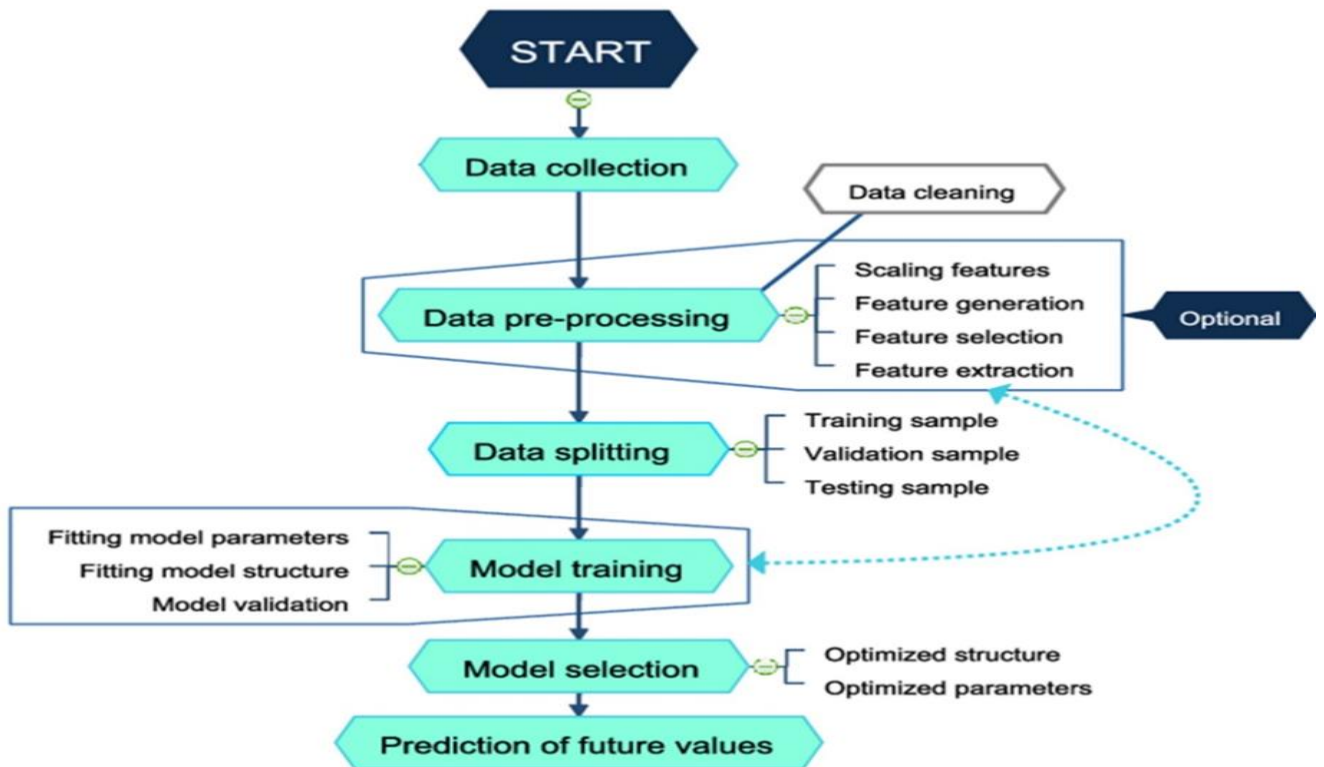 START
Data collection
Data cleaning
Data pre-processing
Scaling features
Feature generation
Feature selection
Feature extraction
Optional
Data splitting
Training sample
Validation sample
Testing sample
Fitting model parameters
Fitting model structure
Model validation
Model training
Model selection
Optimized structure
Optimized parameters
Prediction of future values